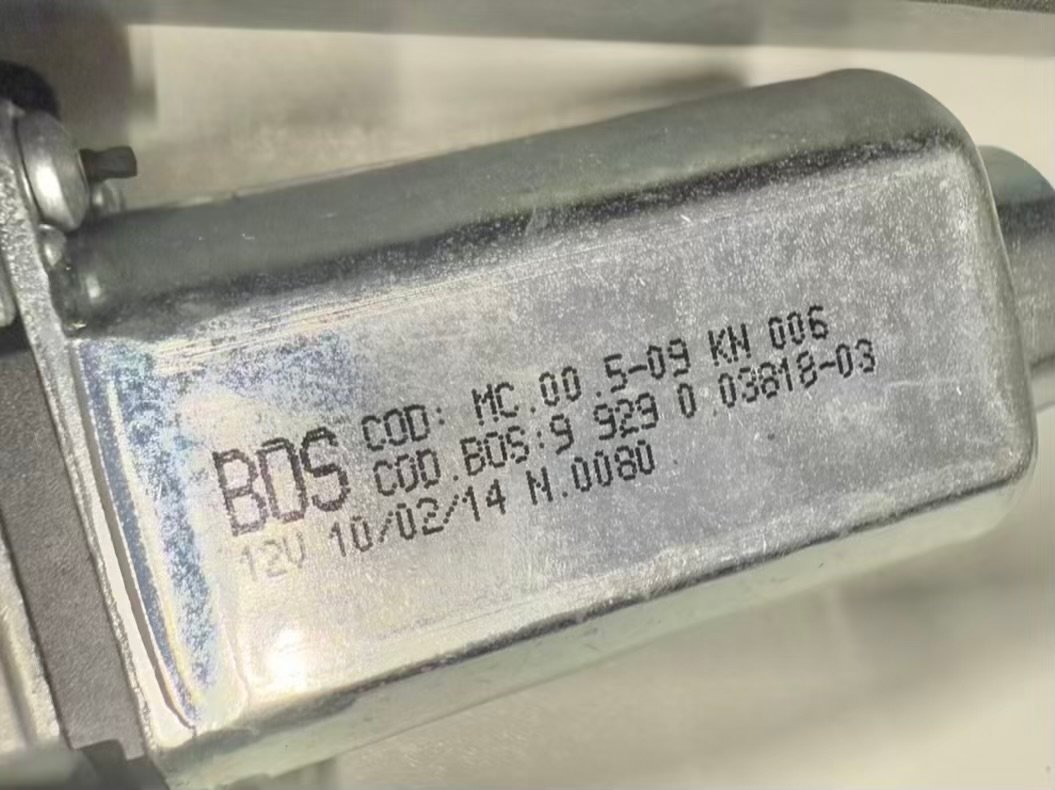 BOS
COD: MC.00.5-09 KN 006
COD.BOS:9 929 0 03818-03
12V 10/02/14 N.0080